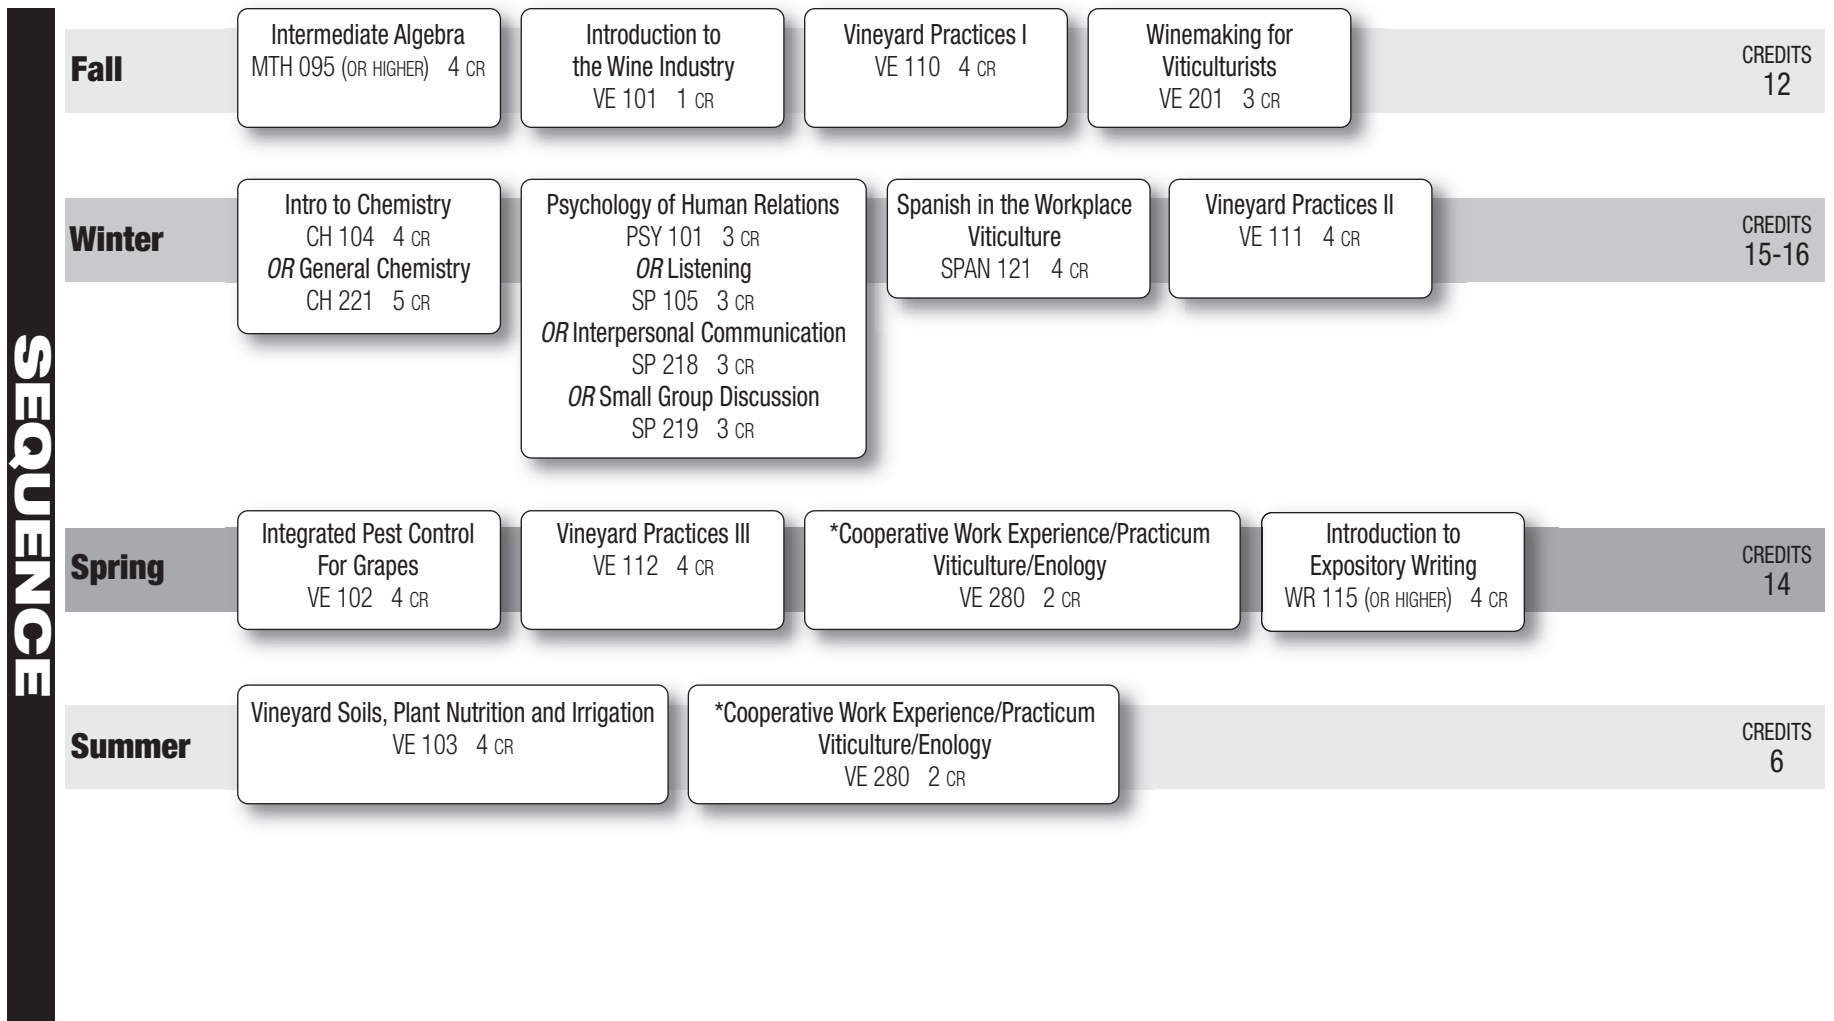 SEQUENCE
Fall
Intermediate Algebra
MTH 095 (OR HIGHER) 4 CR
Introduction to
the Wine Industry
VE 101 1 CR
Vineyard Practices I
VE 110 4 CR
Winemaking for
Viticulturists
VE 201 3 CR
CREDITS
12
Winter
Intro to Chemistry
CH 104 4 CR
OR General Chemistry
CH 221 5 CR
Psychology of Human Relations
PSY 101 3 CR
OR Listening
SP 105 3 CR
OR Interpersonal Communication
SP 218 3 CR
OR Small Group Discussion
SP 219 3 CR
Spanish in the Workplace
Viticulture
SPAN 121 4 CR
Vineyard Practices II
VE 111 4 CR
CREDITS
15-16
Spring
Integrated Pest Control
For Grapes
VE 102 4 CR
Vineyard Practices III
VE 112 4 CR
*Cooperative Work Experience/Practicum
Viticulture/Enology
VE 280 2 CR
Introduction to
Expository Writing
WR 115 (OR HIGHER) 4 CR
CREDITS
14
Summer
Vineyard Soils, Plant Nutrition and Irrigation
VE 103 4 CR
*Cooperative Work Experience/Practicum
Viticulture/Enology
VE 280 2 CR
CREDITS
6